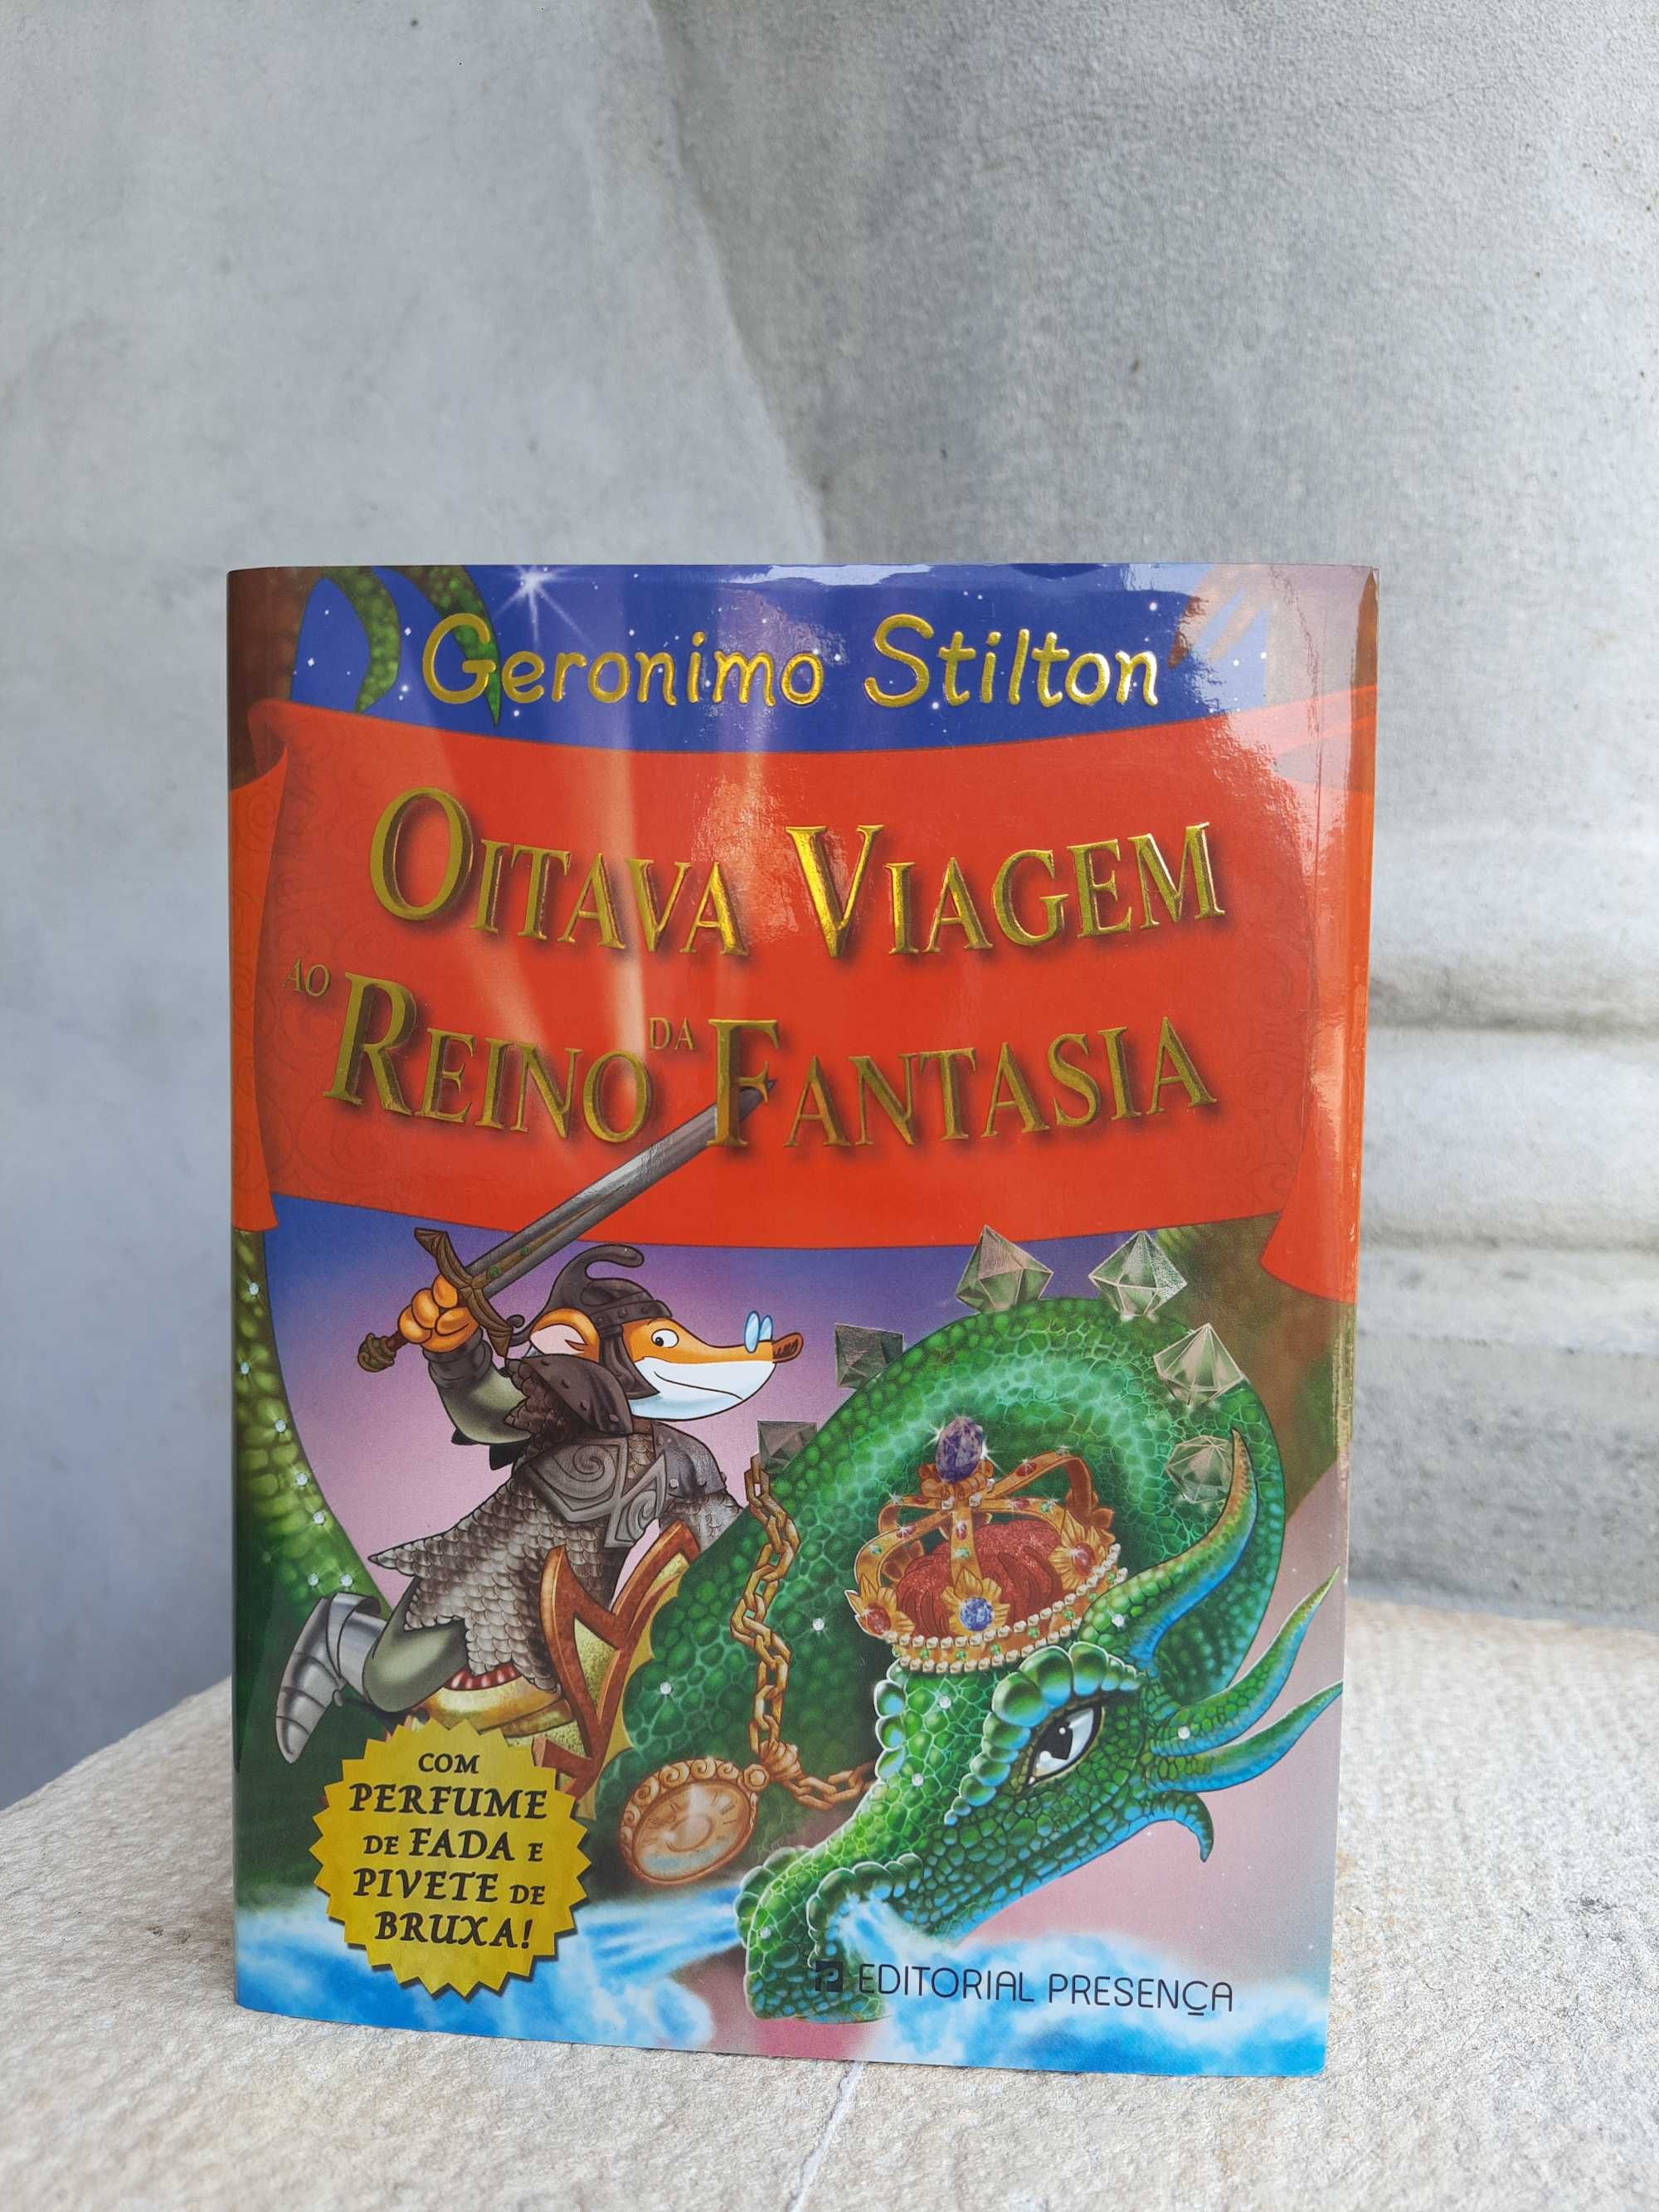 Geronimo Stilton
OITAVA VIAGEM
AO REINO DA FANTASIA
COM
PERFUME
DE FADA E
PIVETE DE
BRUXA!
EDITORIAL PRESENÇA